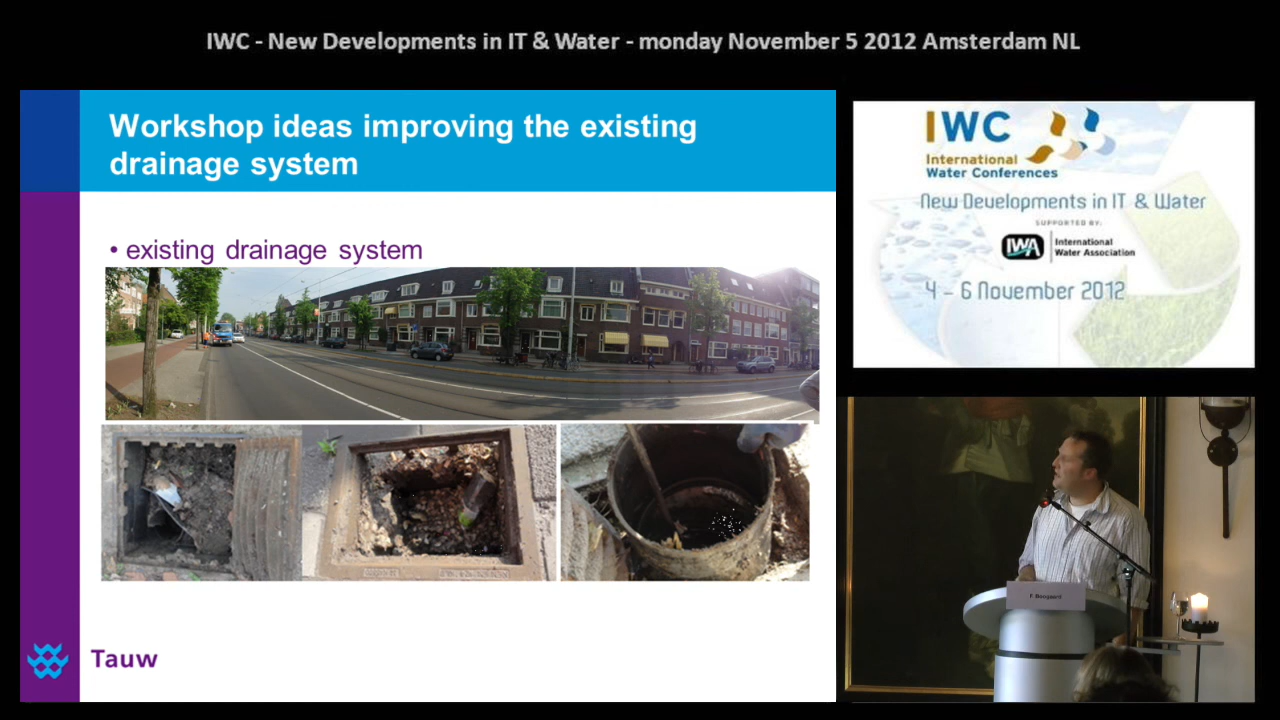 IWC - New Developments in IT & Water - monday November 5 2012 Amsterdam NL
Workshop ideas improving the existing
drainage system
• existing drainage system
Tauw
IWC
International
Water Conferences
New Developments in IT & Water
SUPPORTED BY:
IWA
International
Water Association
4 – 6 November 2012
F. Boogaard